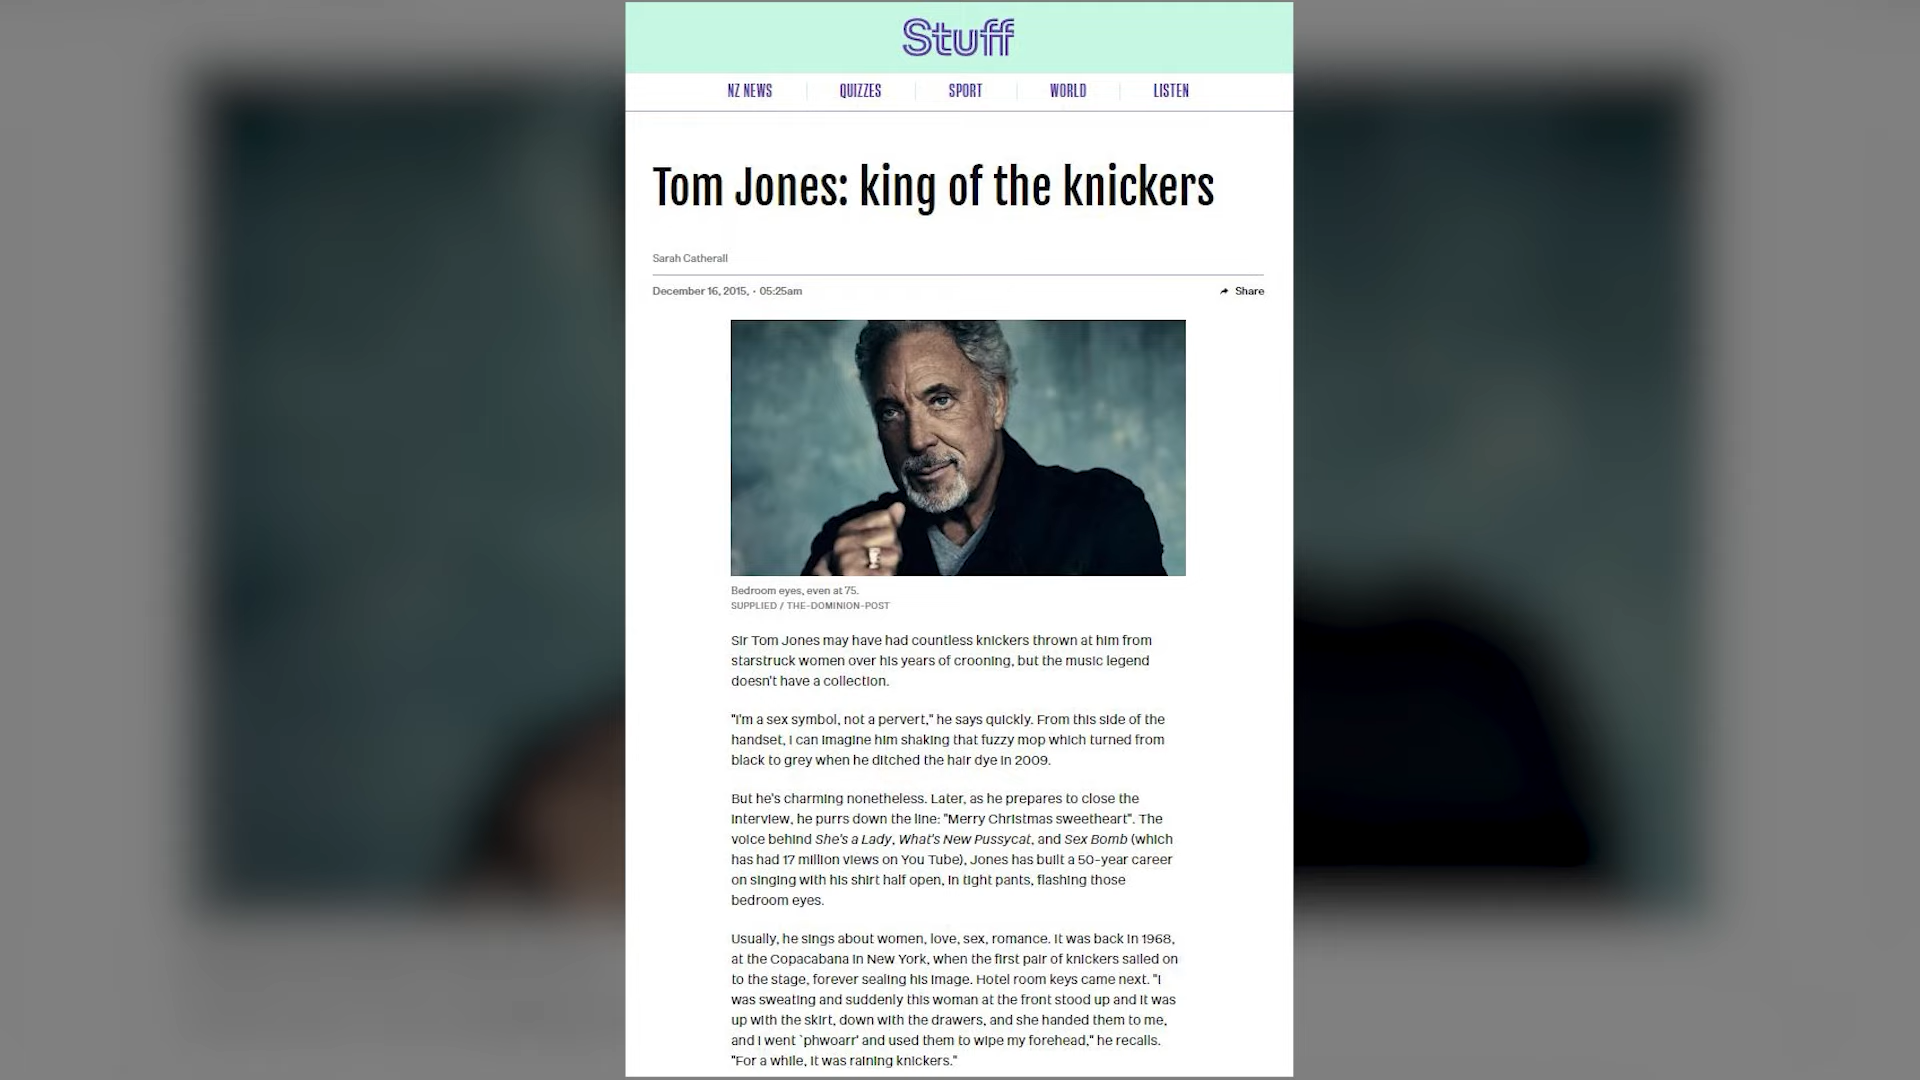 Stuff
NZ NEWS
QUIZZES
SPORT
WORLD
LISTEN
Tom Jones: king of the knickers
Sarah Catherall
December 16, 2015, • 05:25am
Share
Bedroom eyes, even at 75.
SUPPLIED / THE-DOMINION-POST
Sir Tom Jones may have had countless knickers thrown at him from
starstruck women over his years of crooning, but the music legend
doesn't have a collection.
"I'm a sex symbol, not a pervert," he says quickly. From this side of the
handset, I can imagine him shaking that fuzzy mop which turned from
black to grey when he ditched the hair dye in 2009.
But he's charming nonetheless. Later, as he prepares to close the
interview, he purrs down the line: "Merry Christmas sweetheart". The
voice behind She's a Lady, What's New Pussycat, and Sex Bomb (which
has had 17 million views on You Tube), Jones has built a 50-year career
on singing with his shirt half open, in tight pants, flashing those
bedroom eyes.
Usually, he sings about women, love, sex, romance. It was back in 1968,
at the Copacabana in New York, when the first pair of knickers sailed on
to the stage, forever sealing his image. Hotel room keys came next. "I
was sweating and suddenly this woman at the front stood up and it was
up with the skirt, down with the drawers, and she handed them to me,
and I went `phwoarr' and used them to wipe my forehead," he recalls.
"For a while, it was raining knickers."